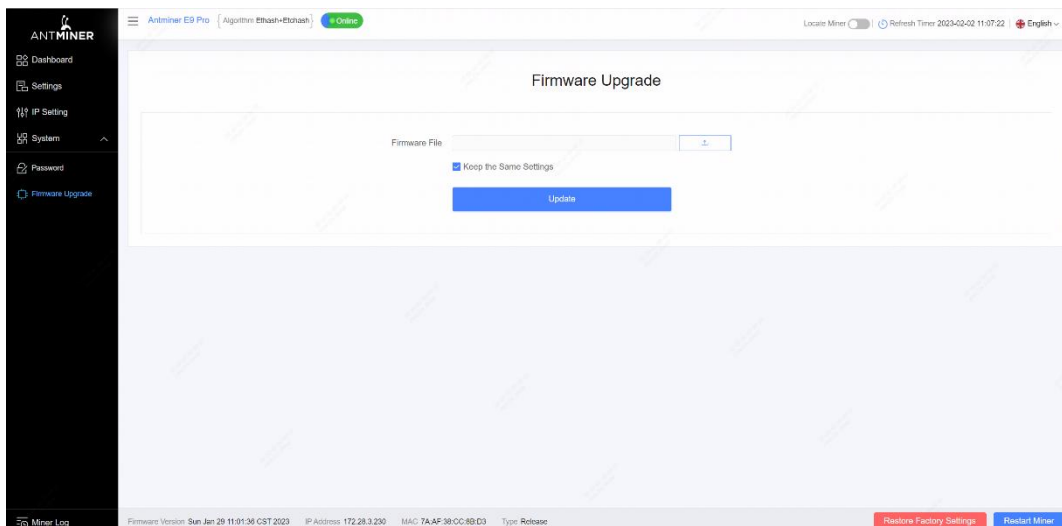 ANTMINER
Antminer E9 Pro { Algorithm Ethash+Etchash } Online
Locate Miner Refresh Timer 2023-02-02 11:07:22 English
Dashboard
Settings
IP Setting
System
Password
Firmware Upgrade
Firmware Upgrade
Firmware File
Keep the Same Settings
Update
Miner Log
Firmware Version Sun Jan 29 11:01:36 CST 2023 IP Address 172.28.3.230 MAC 7A:AF:38:CC:8B:D3 Type Release
Restore Factory Settings Restart Miner